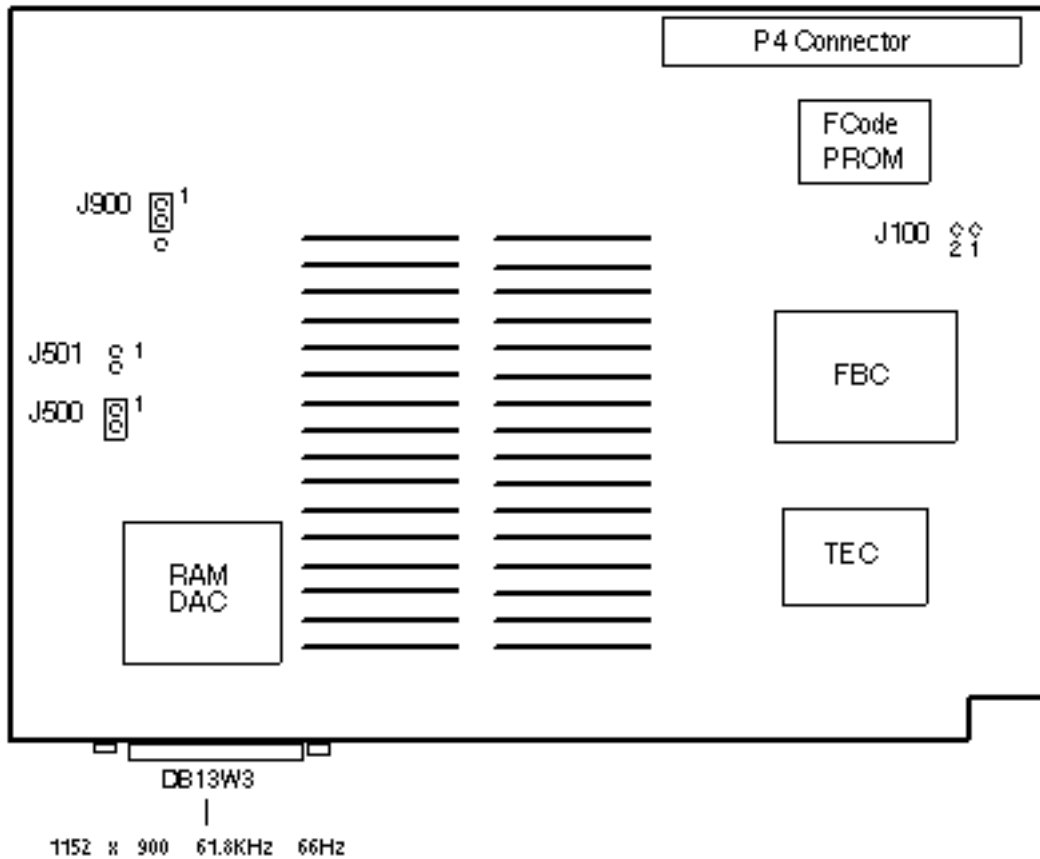 P4 Connector
FCode
PROM
J900 1
J100
2 1
J501 1
FBC
J500 1
TEC
RAM
DAC
DB13W3
1152 x 900 61.8KHz 66Hz